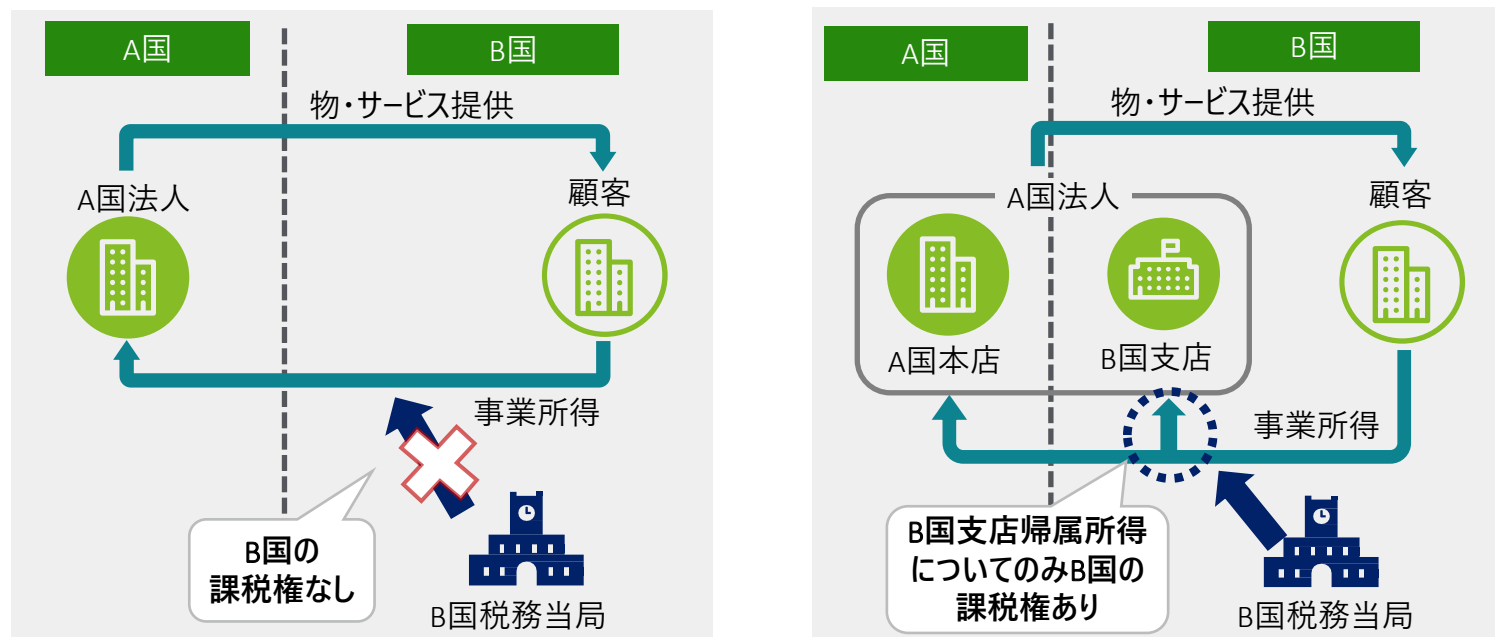 A国
B国
物・サービス提供
A国法人
顧客
事業所得
B国の
課税権なし
B国税務当局
A国
B国
物・サービス提供
A国法人
顧客
A国本店
B国支店
事業所得
B国支店帰属所得
についてのみB国の
課税権あり
B国税務当局